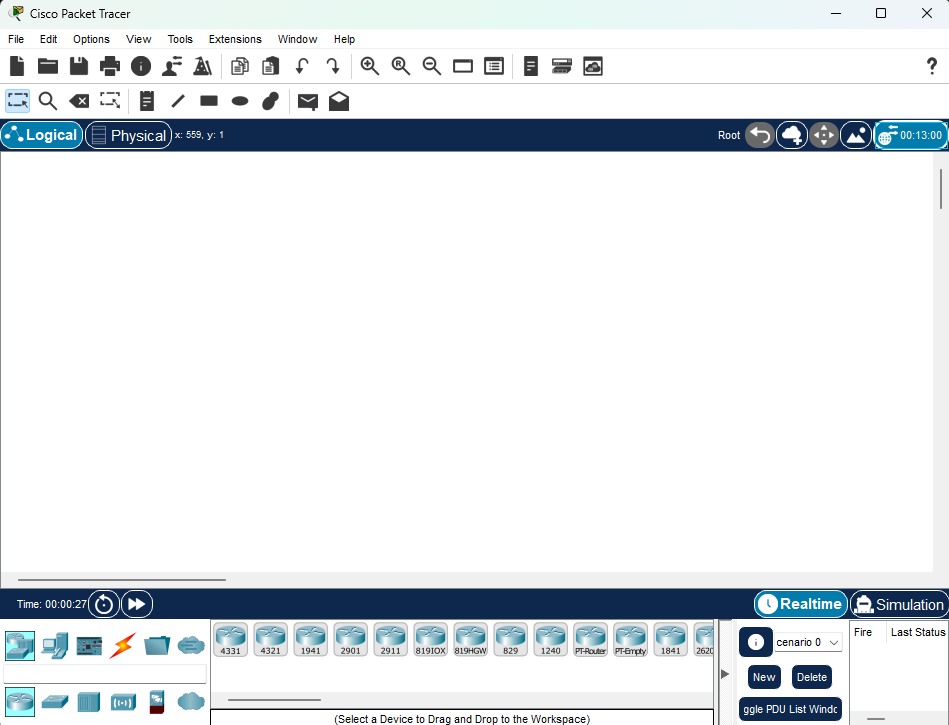 Cisco Packet Tracer
File Edit Options View Tools Extensions Window Help
Logical Physical x: 559, y: 1 Root 00:13:00
Time: 00:00:27 Realtime Simulation
4331 4321 1941 2901 2911 819IOX 819HGW 829 1240 PT-Router PT-Empty 1841 2620
cenario 0
Fire Last Status
New Delete
ggle PDU List Windo
(Select a Device to Drag and Drop to the Workspace)